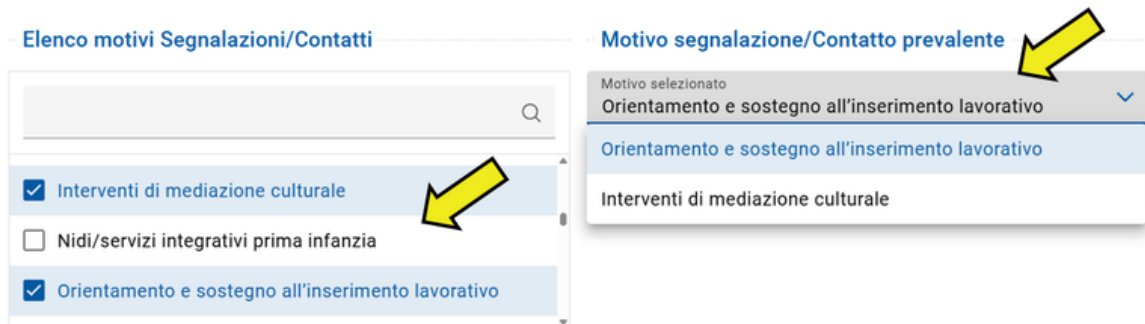 Elenco motivi Segnalazioni/Contatti
Interventi di mediazione culturale
Nidi/servizi integrativi prima infanzia
Orientamento e sostegno all'inserimento lavorativo
Motivo segnalazione/Contatto prevalente
Motivo selezionato
Orientamento e sostegno all'inserimento lavorativo
Orientamento e sostegno all'inserimento lavorativo
Interventi di mediazione culturale